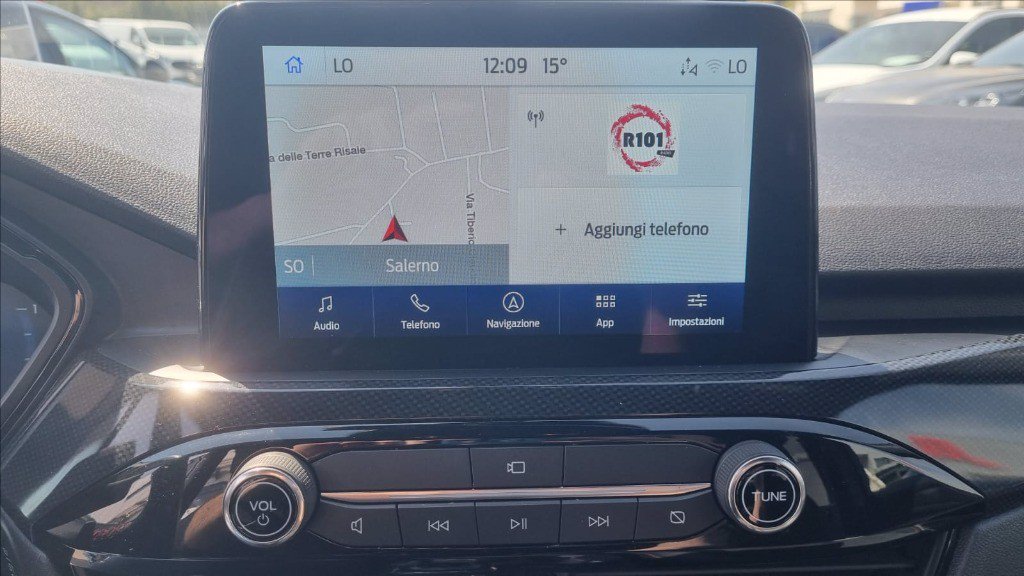 LO 12:09 15° LO
a delle Terre Risaie
Via Tiberio
R101
+ Aggiungi telefono
SO Salerno
Audio Telefono Navigazione App Impostazioni
VOL
TUNE